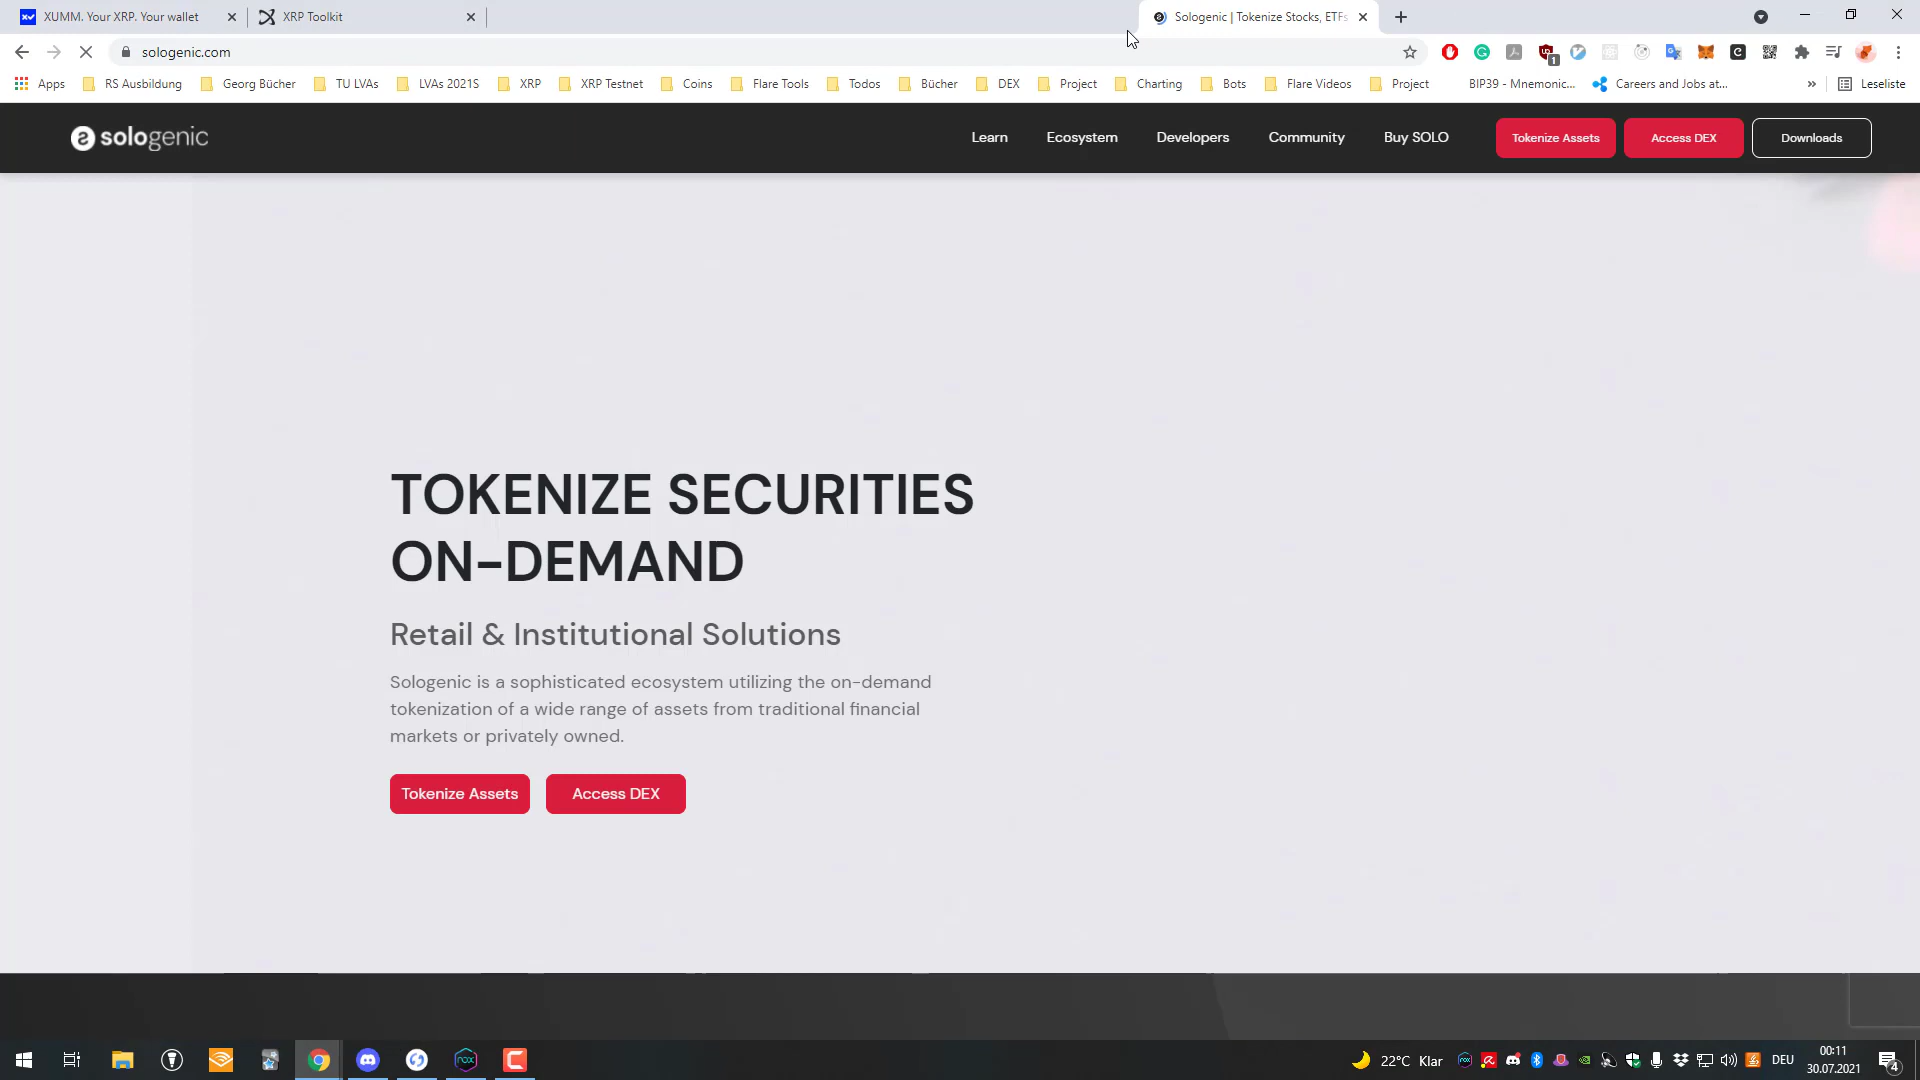 XUMM. Your XRP. Your wallet
XRP Toolkit
Sologenic | Tokenize Stocks, ETFs
sologenic.com
1
Apps
RS Ausbildung
Georg Bücher
TU LVAs
LVAs 2021S
XRP
XRP Testnet
Coins
Flare Tools
Todos
Bücher
DEX
Project
Charting
Bots
Flare Videos
Project
BIP39 - Mnemonic...
Careers and Jobs at...
»
Leseliste
sologenic
Learn
Ecosystem
Developers
Community
Buy SOLO
Tokenize Assets
Access DEX
Downloads
TOKENIZE SECURITIES
ON-DEMAND
Retail & Institutional Solutions
Sologenic is a sophisticated ecosystem utilizing the on-demand
tokenization of a wide range of assets from traditional financial
markets or privately owned.
Tokenize Assets
Access DEX
nox
22°C Klar
DEU
00:11
30.07.2021
4